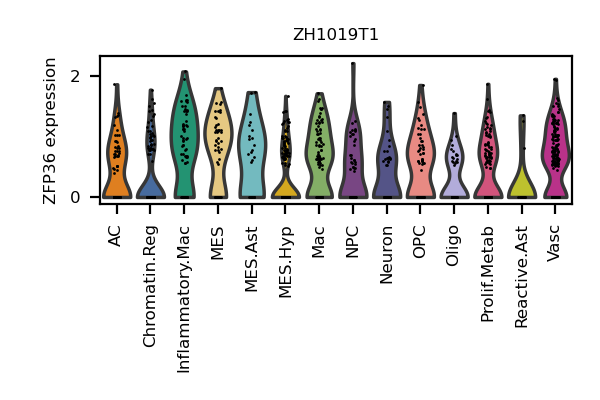 ZH1019T1
ZFP36 expression
2
0
AC
Chromatin.Reg
Inflammatory.Mac
MES
MES.Ast
MES.Hyp
Mac
NPC
Neuron
OPC
Oligo
Prolif.Metab
Reactive.Ast
Vasc